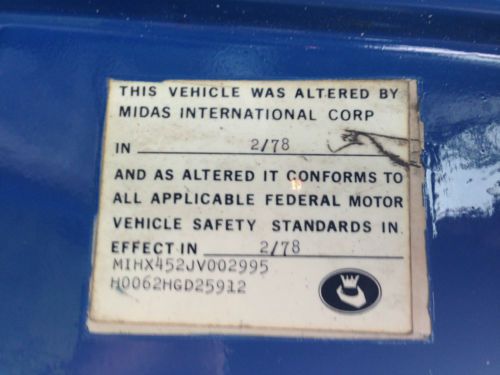 THIS VEHICLE WAS ALTERED BY
MIDAS INTERNATIONAL CORP
IN 2/78
AND AS ALTERED IT CONFORMS TO
ALL APPLICABLE FEDERAL MOTOR
VEHICLE SAFETY STANDARDS IN
EFFECT IN 2/78
MIHX452JV002995
H0062HGD25912